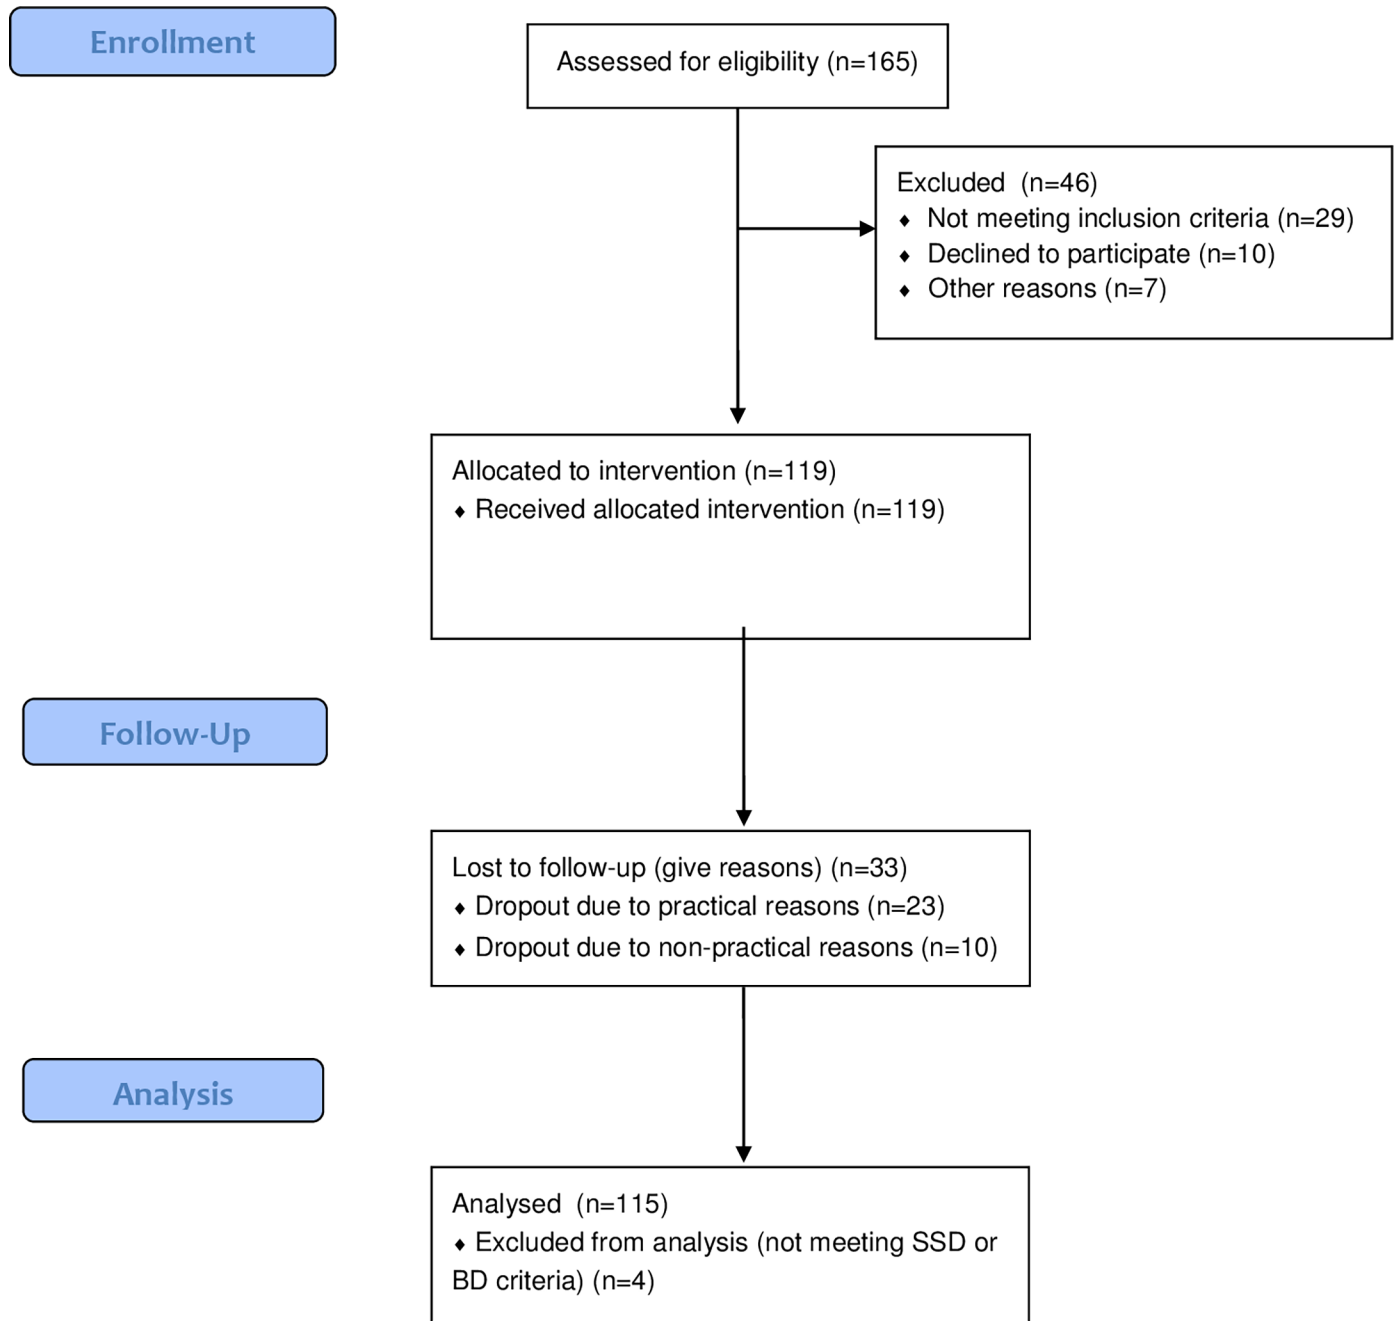 Enrollment
Assessed for eligibility (n=165)
Excluded  (n=46)
♦ Not meeting inclusion criteria (n=29)
♦ Declined to participate (n=10)
♦ Other reasons (n=7)
Allocated to intervention (n=119)
♦ Received allocated intervention (n=119)
Follow-Up
Lost to follow-up (give reasons) (n=33)
♦ Dropout due to practical reasons (n=23)
♦ Dropout due to non-practical reasons (n=10)
Analysis
Analysed  (n=115)
♦ Excluded from analysis (not meeting SSD or
BD criteria) (n=4)